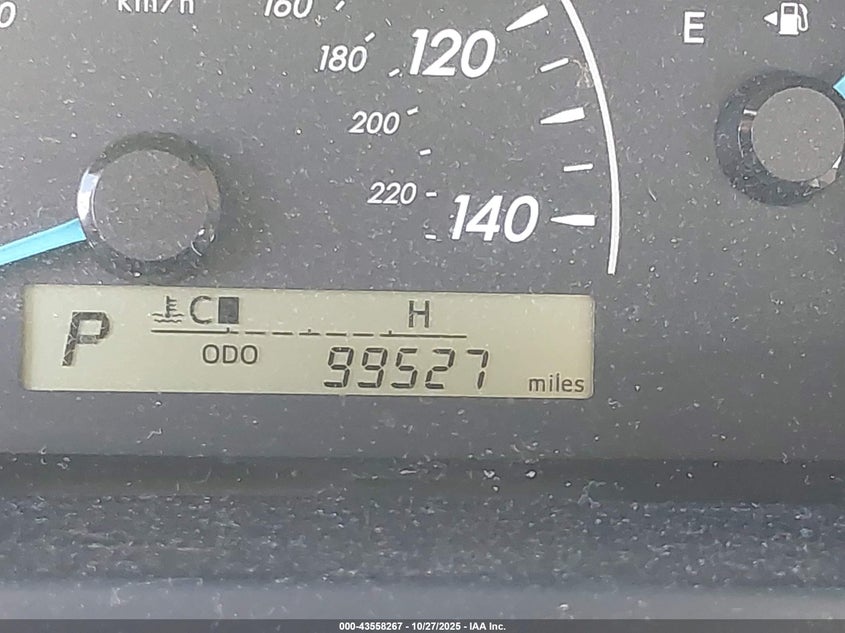 km/h
160
180
120
E
200
220
140
P
C
H
ODO
99527
miles
000-43558267 - 10/27/2025 - IAA Inc.